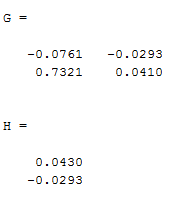 G =
-0.0761 -0.0293
0.7321 0.0410
H =
0.0430
-0.0293